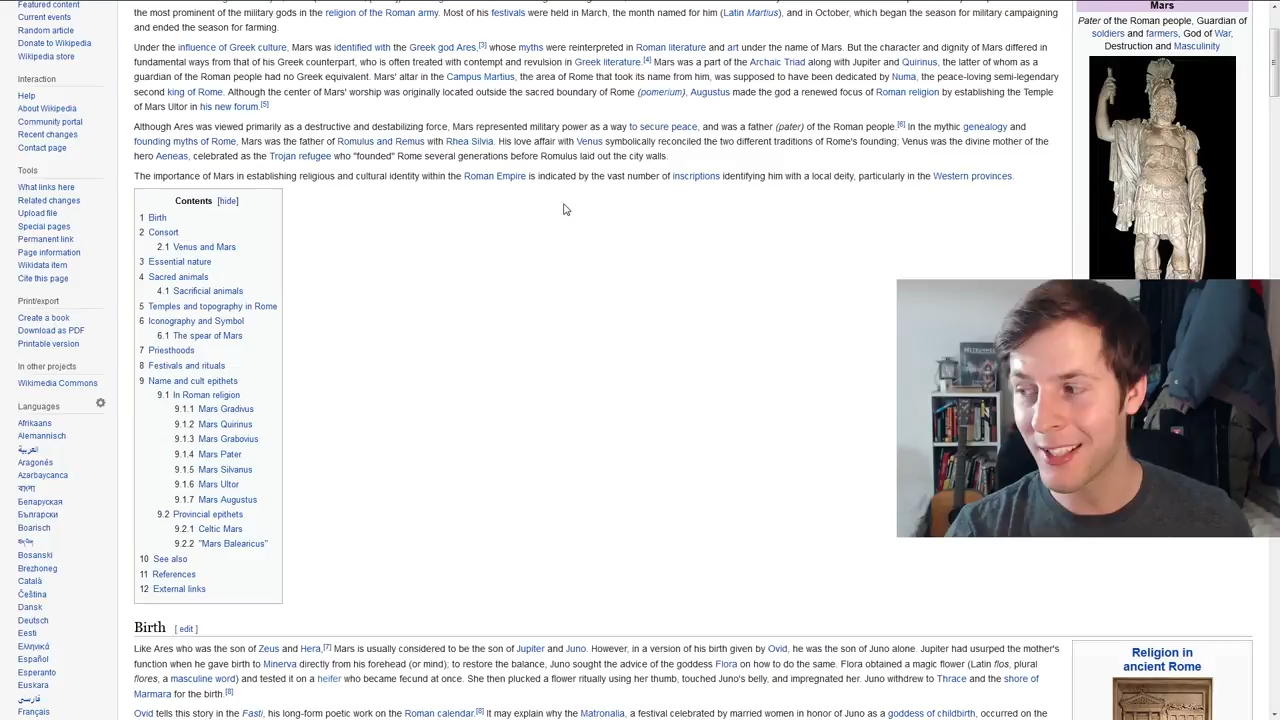 Featured content
Current events
Random article
Donate to Wikipedia
Wikipedia store
Interaction
Help
About Wikipedia
Community portal
Recent changes
Contact page
Tools
What links here
Related changes
Upload file
Special pages
Permanent link
Page information
Wikidata item
Cite this page
Print/export
Create a book
Download as PDF
Printable version
In other projects
Wikimedia Commons
Languages
Afrikaans
Alemannisch
العربية
Aragonés
Azərbaycanca
বাংলা
Беларуская
Български
Boarisch
Bosanski
Brezhoneg
Català
Čeština
Dansk
Deutsch
Eesti
Ελληνικά
Español
Esperanto
Euskara
فارسی
Français
the most prominent of the military gods in the religion of the Roman army. Most of his festivals were held in March, the month named for him (Latin Martius), and in October, which began the season for military campaigning
and ended the season for farming.
Under the influence of Greek culture, Mars was identified with the Greek god Ares,[3] whose myths were reinterpreted in Roman literature and art under the name of Mars. But the character and dignity of Mars differed in
fundamental ways from that of his Greek counterpart, who is often treated with contempt and revulsion in Greek literature.[4] Mars was a part of the Archaic Triad along with Jupiter and Quirinus, the latter of whom as a
guardian of the Roman people had no Greek equivalent. Mars' altar in the Campus Martius, the area of Rome that took its name from him, was supposed to have been dedicated by Numa, the peace-loving semi-legendary
second king of Rome. Although the center of Mars' worship was originally located outside the sacred boundary of Rome (pomerium), Augustus made the god a renewed focus of Roman religion by establishing the Temple
of Mars Ultor in his new forum.[5]
Although Ares was viewed primarily as a destructive and destabilizing force, Mars represented military power as a way to secure peace, and was a father (pater) of the Roman people.[6] In the mythic genealogy and
founding myths of Rome, Mars was the father of Romulus and Remus with Rhea Silvia. His love affair with Venus symbolically reconciled the two different traditions of Rome's founding; Venus was the divine mother of the
hero Aeneas, celebrated as the Trojan refugee who "founded" Rome several generations before Romulus laid out the city walls.
The importance of Mars in establishing religious and cultural identity within the Roman Empire is indicated by the vast number of inscriptions identifying him with a local deity, particularly in the Western provinces.
Contents [hide]
1 Birth
2 Consort
2.1 Venus and Mars
3 Essential nature
4 Sacred animals
4.1 Sacrificial animals
5 Temples and topography in Rome
6 Iconography and Symbol
6.1 The spear of Mars
7 Priesthoods
8 Festivals and rituals
9 Name and cult epithets
9.1 In Roman religion
9.1.1 Mars Gradivus
9.1.2 Mars Quirinus
9.1.3 Mars Grabovius
9.1.4 Mars Pater
9.1.5 Mars Silvanus
9.1.6 Mars Ultor
9.1.7 Mars Augustus
9.2 Provincial epithets
9.2.1 Celtic Mars
9.2.2 "Mars Balearicus"
10 See also
11 References
12 External links
Birth [ edit ]
Like Ares who was the son of Zeus and Hera,[7] Mars is usually considered to be the son of Jupiter and Juno. However, in a version of his birth given by Ovid, he was the son of Juno alone. Jupiter had usurped the mother's
function when he gave birth to Minerva directly from his forehead (or mind); to restore the balance, Juno sought the advice of the goddess Flora on how to do the same. Flora obtained a magic flower (Latin flos, plural
flores, a masculine word) and tested it on a heifer who became fecund at once. She then plucked a flower ritually using her thumb, touched Juno's belly, and impregnated her. Juno withdrew to Thrace and the shore of
Marmara for the birth.[8]
Ovid tells this story in the Fasti, his long-form poetic work on the Roman calendar.[8] It may explain why the Matronalia, a festival celebrated by married women in honor of Juno as a goddess of childbirth, occurred on the
Mars
Pater of the Roman people, Guardian of
soldiers and farmers, God of War,
Destruction and Masculinity
Religion in
ancient Rome